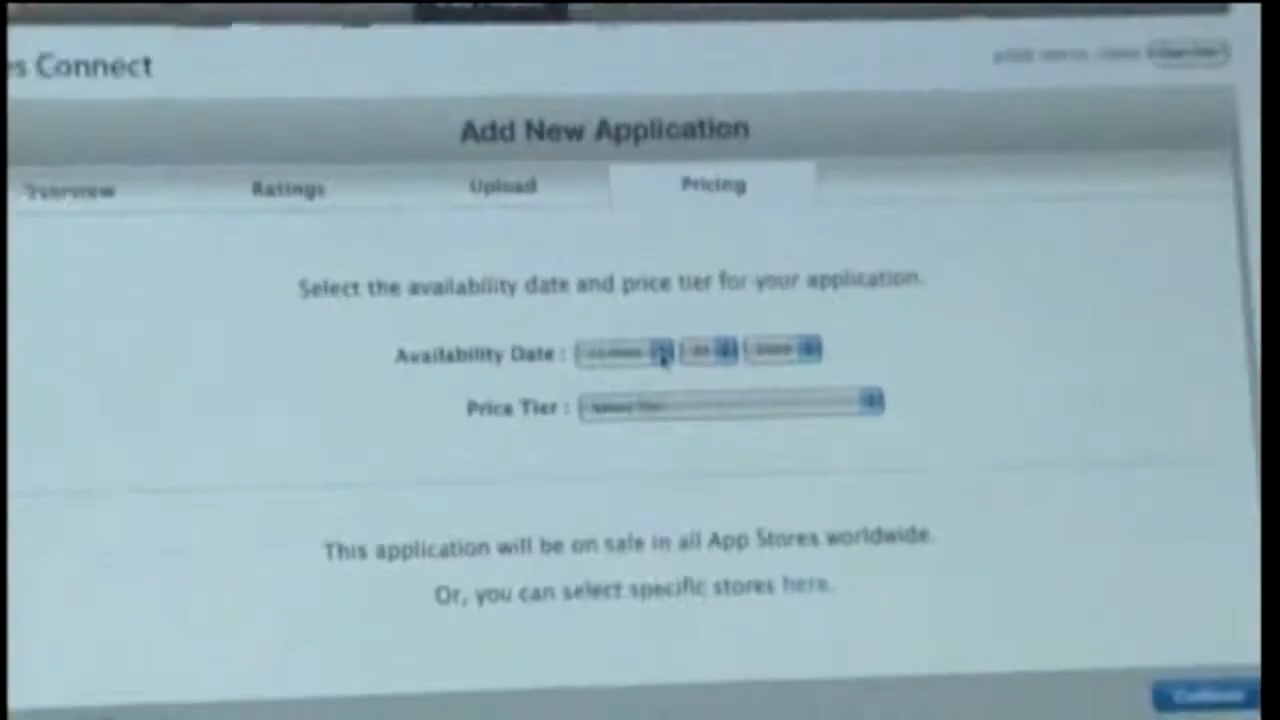 s Connect
Add New Application
Overview Ratings Upload Pricing
Select the availability date and price tier for your application.
Availability Date :
Price Tier :
This application will be on sale in all App Stores worldwide.
Or, you can select specific stores here.
Continue